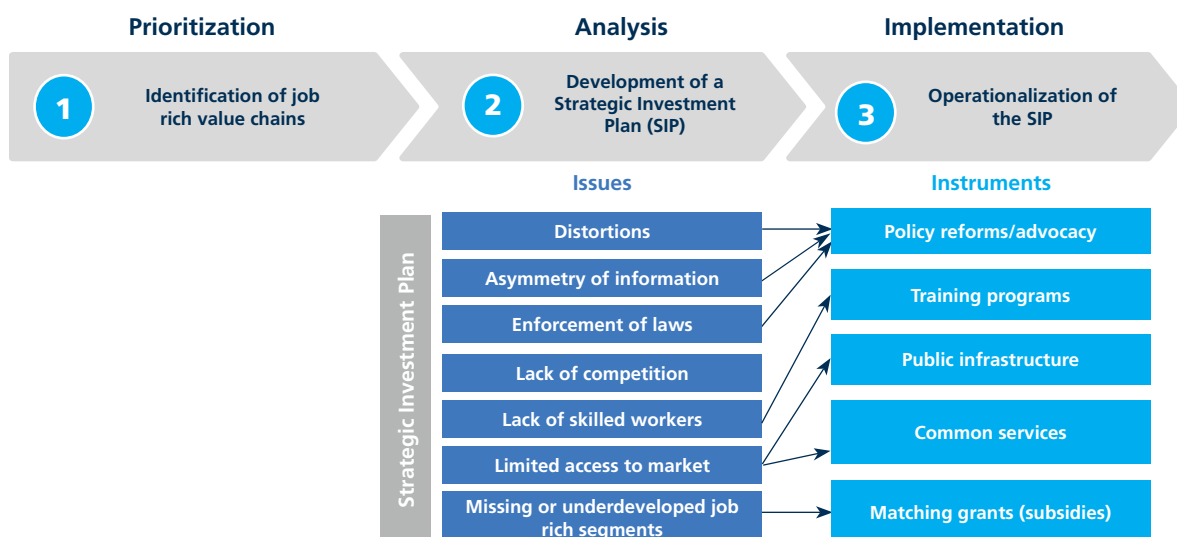 Prioritization
Analysis
Implementation
1
Identification of job
rich value chains
2
Development of a
Strategic Investment
Plan (SIP)
3
Operationalization of
the SIP
Issues
Instruments
Strategic Investment Plan
Distortions
Asymmetry of information
Enforcement of laws
Lack of competition
Lack of skilled workers
Limited access to market
Missing or underdeveloped job
rich segments
Policy reforms/advocacy
Training programs
Public infrastructure
Common services
Matching grants (subsidies)